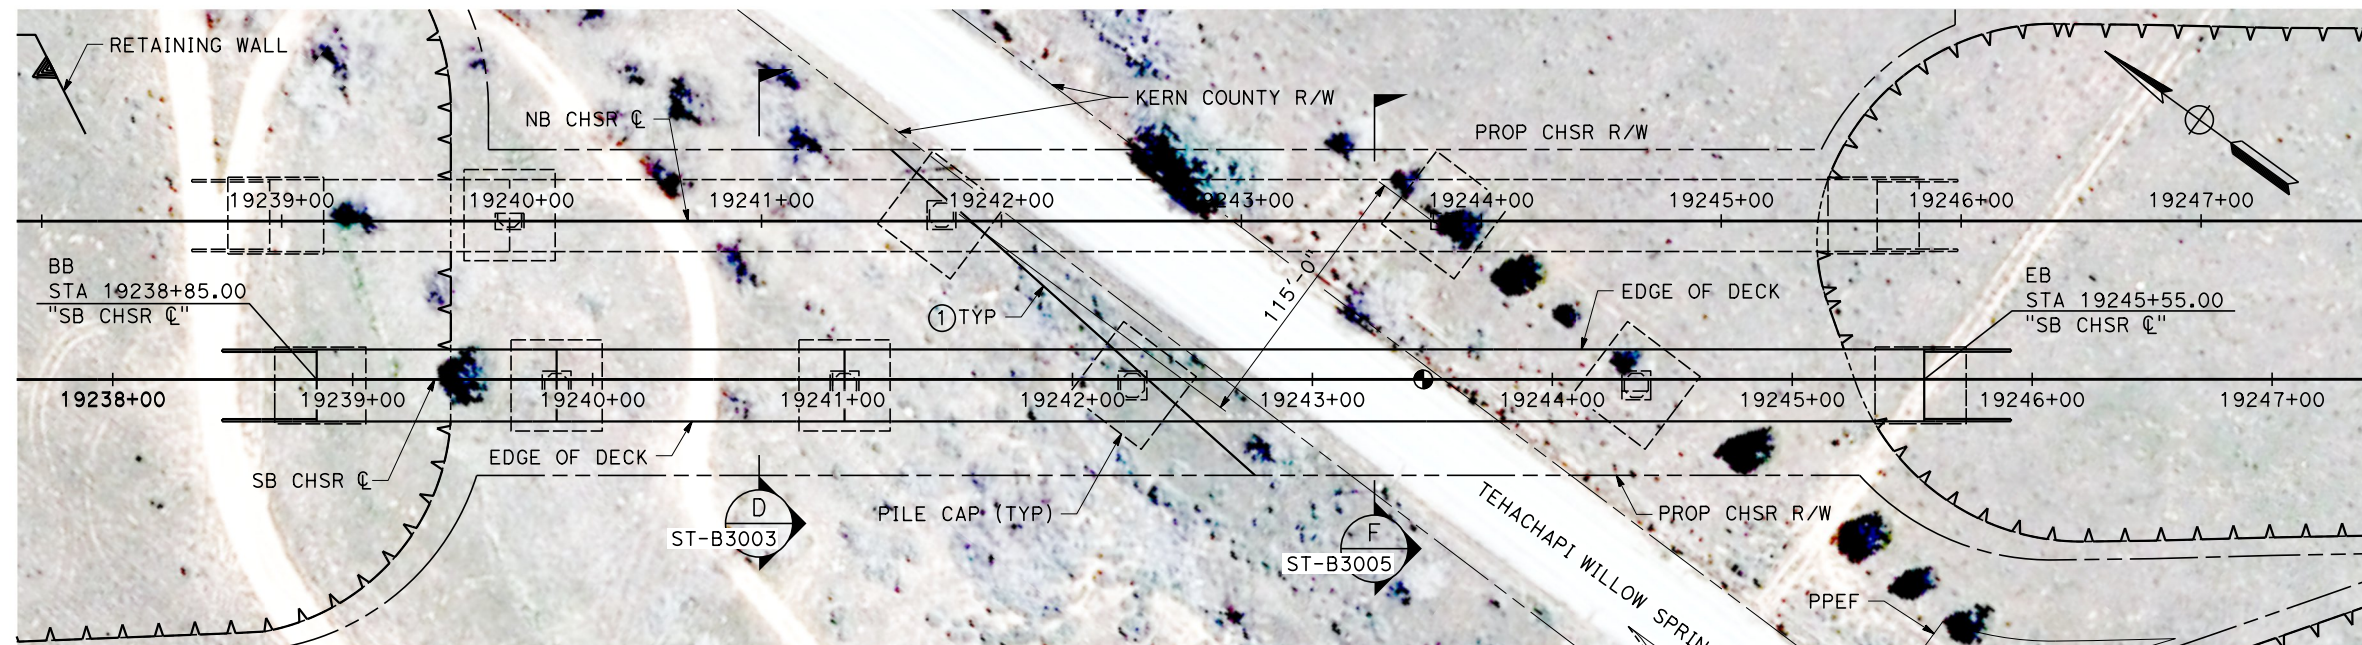 RETAINING WALL
NB CHSR ℄
KERN COUNTY R/W
PROP CHSR R/W
19239+00
19240+00
19241+00
19242+00
19243+00
19244+00
19245+00
19246+00
19247+00
BB
STA 19238+85.00
"SB CHSR ℄"
1 TYP
115'-0"
EDGE OF DECK
EB
STA 19245+55.00
"SB CHSR ℄"
19238+00
19239+00
19240+00
19241+00
19242+00
19243+00
19244+00
19245+00
19246+00
19247+00
SB CHSR ℄
EDGE OF DECK
D
ST-B3003
PILE CAP (TYP)
F
ST-B3005
TEHACHAPI WILLOW SPRIN
PROP CHSR R/W
PPEF